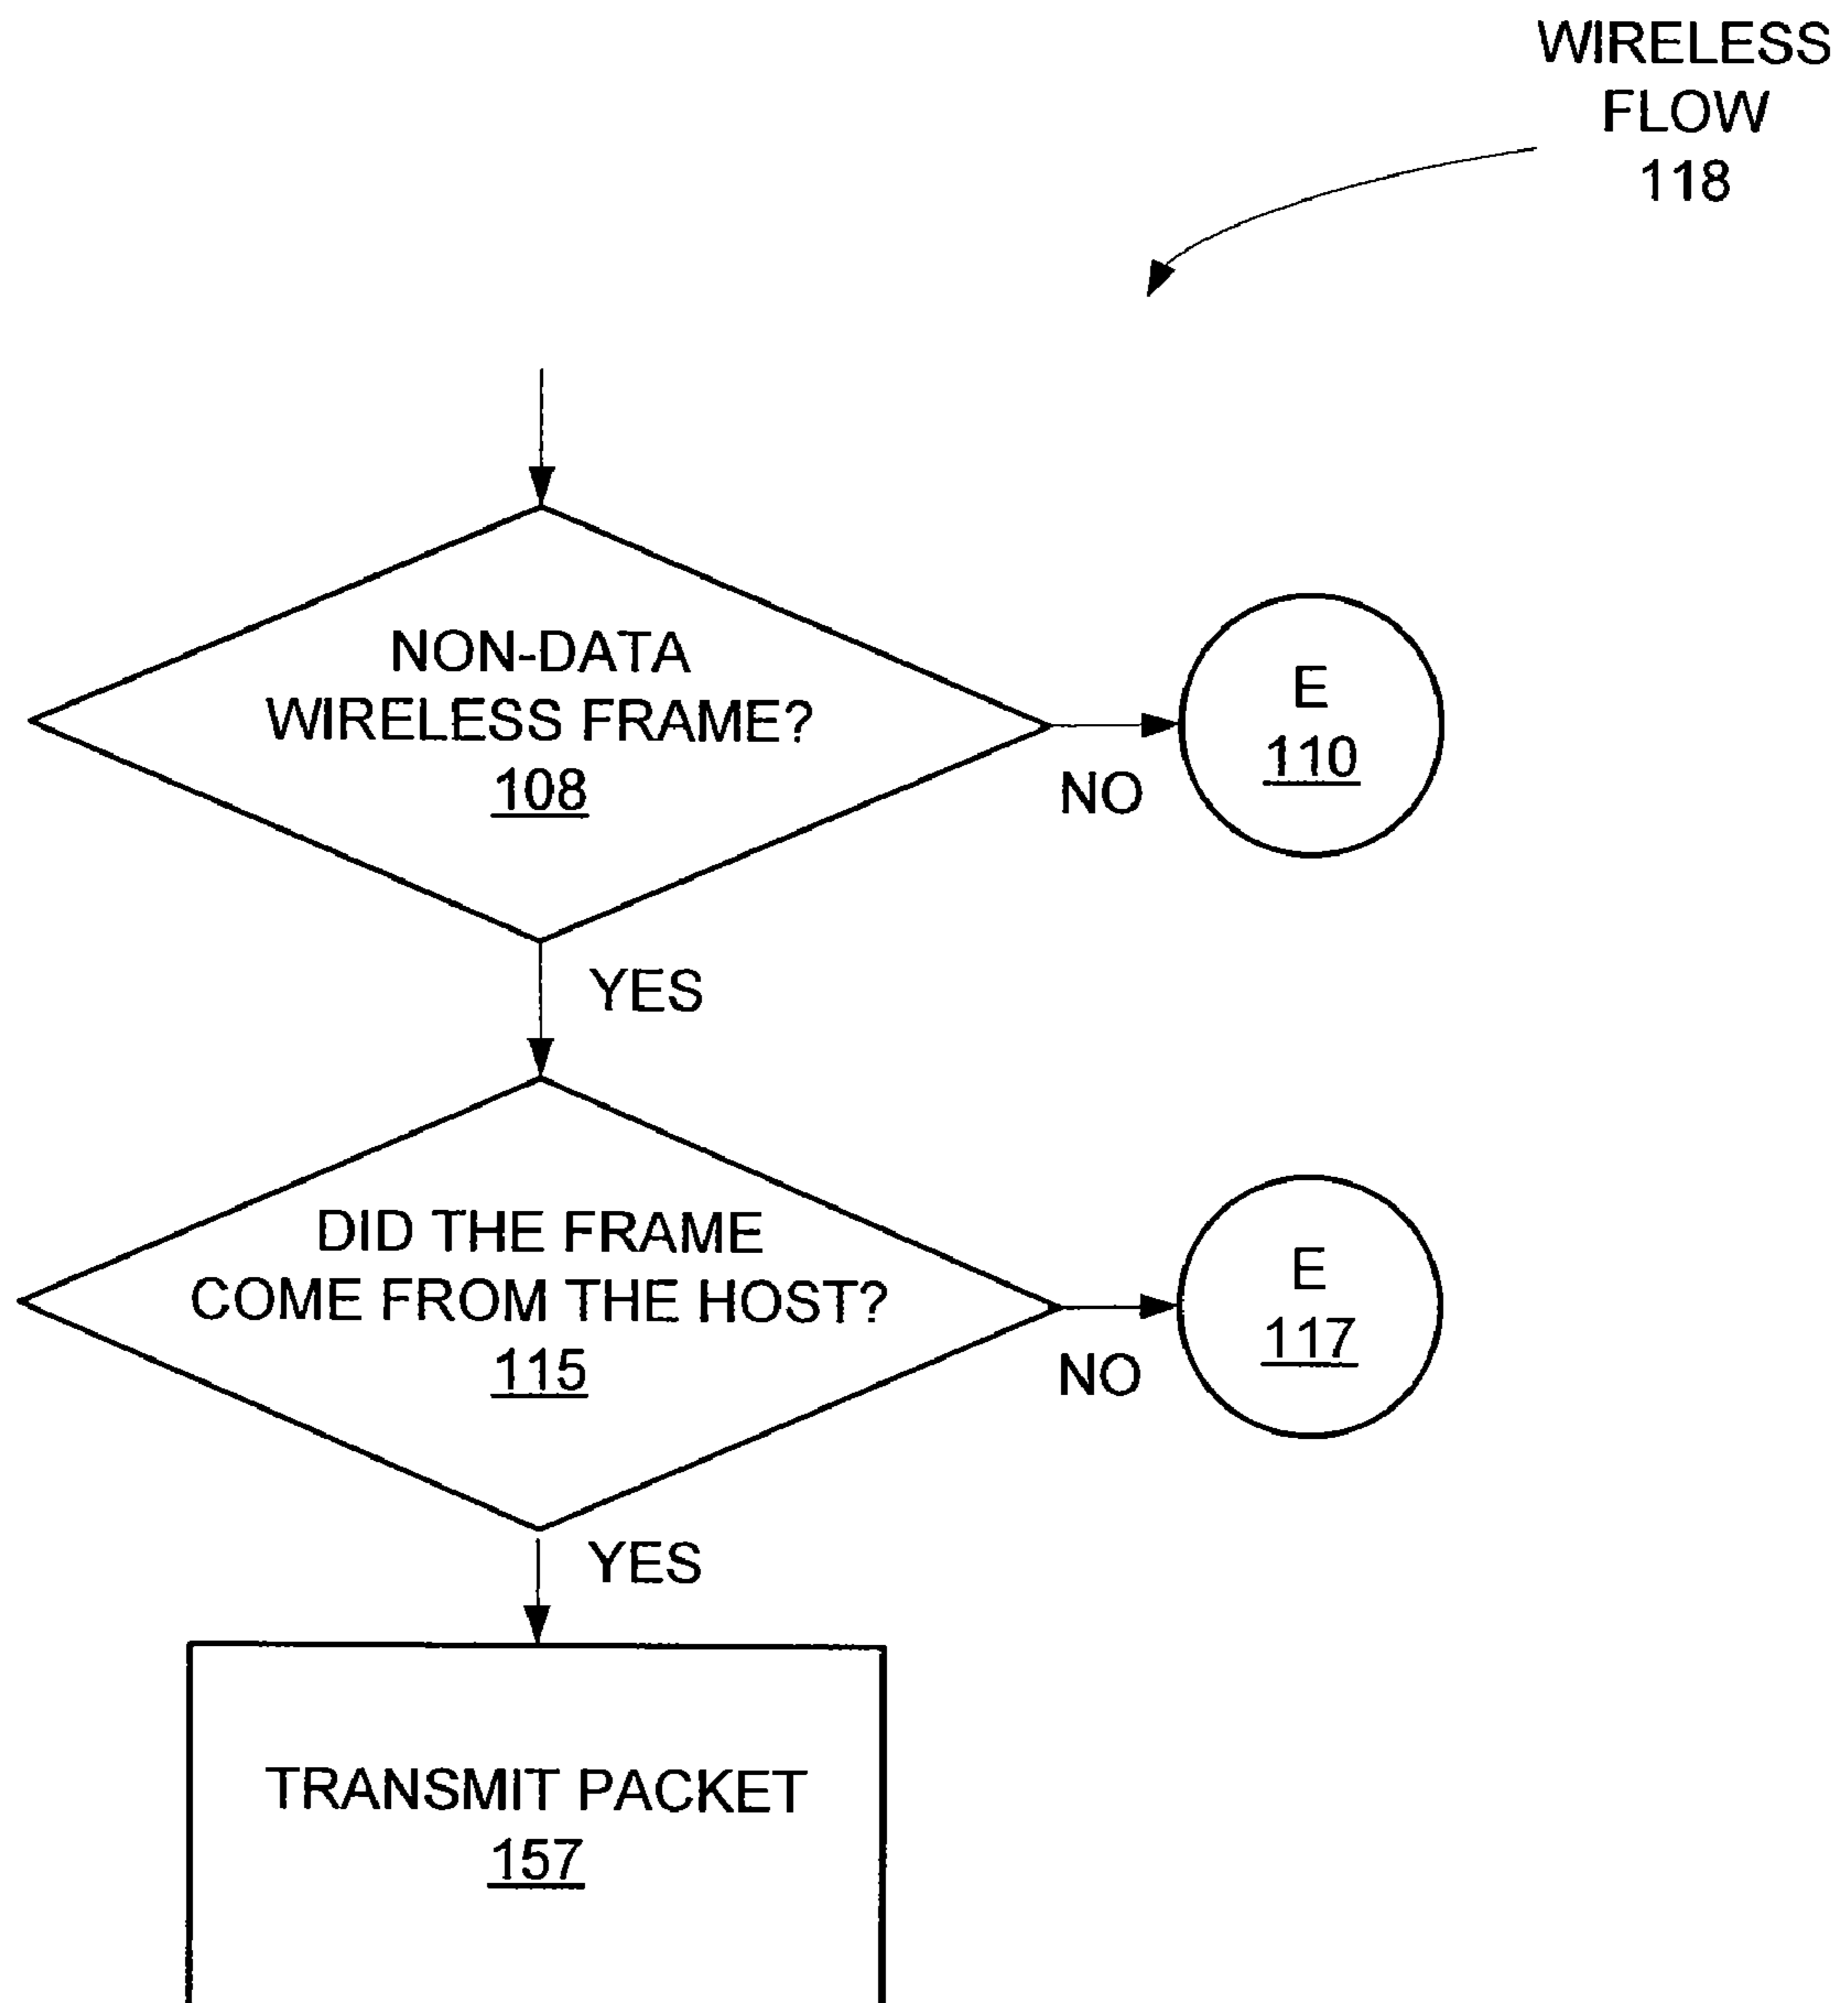 WIRELESS
FLOW
118
NON-DATA
WIRELESS FRAME?
108
NO
E
110
YES
DID THE FRAME
COME FROM THE HOST?
115
NO
E
117
YES
TRANSMIT PACKET
157